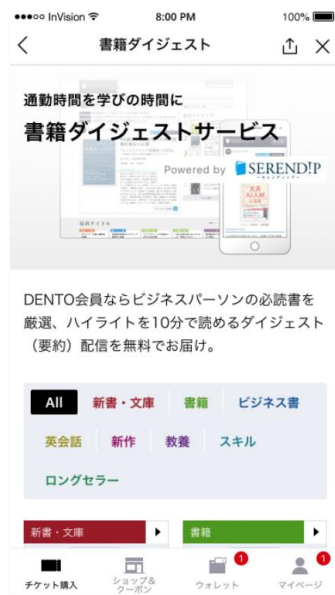 ●●●●○ InVision 8:00 PM 100%
書籍ダイジェスト
通勤時間を学びの時間に
書籍ダイジェストサービス
Powered by SEREND!P
DENTO会員ならビジネスパーソンの必読書を
厳選、ハイライトを10分で読めるダイジェスト
（要約）配信を無料でお届け。
All 新書・文庫 書籍 ビジネス書
英会話 新作 教養 スキル
ロングセラー
新書・文庫 書籍
1 1
チケット購入 ショップ&
クーポン ウォレット マイページ